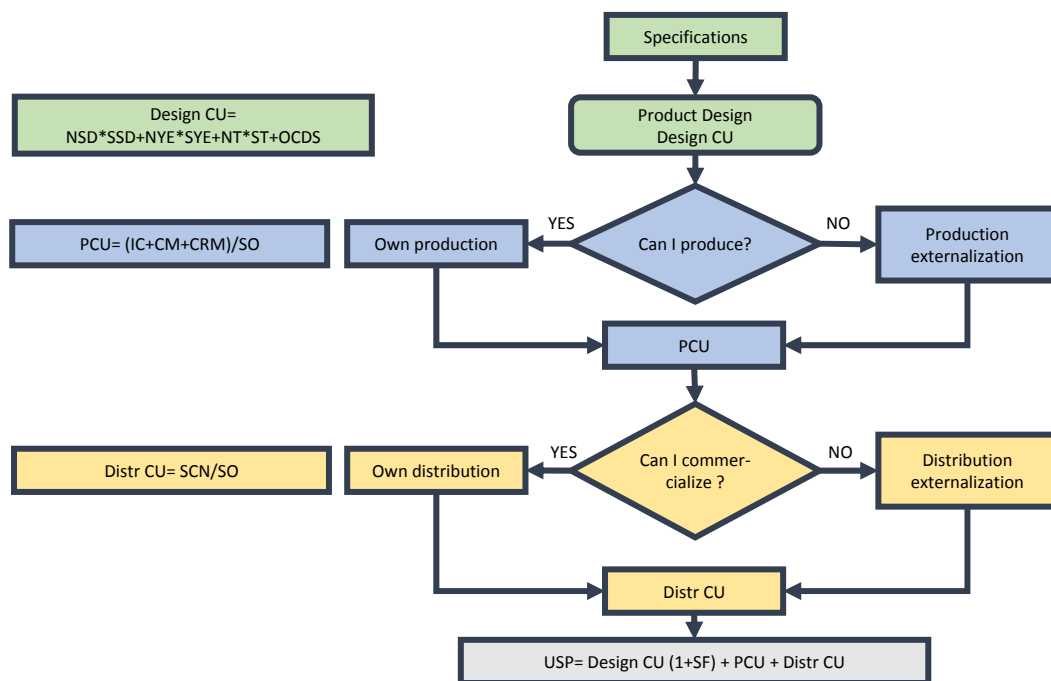 Specifications
Design CU=
NSD*SSD+NYE*SYE+NT*ST+OCDS
Product Design
Design CU
PCU= (IC+CM+CRM)/SO
Own production
YES
Can I produce?
NO
Production
externalization
PCU
Distr CU= SCN/SO
Own distribution
YES
Can I commer-
cialize ?
NO
Distribution
externalization
Distr CU
USP= Design CU (1+SF) + PCU + Distr CU